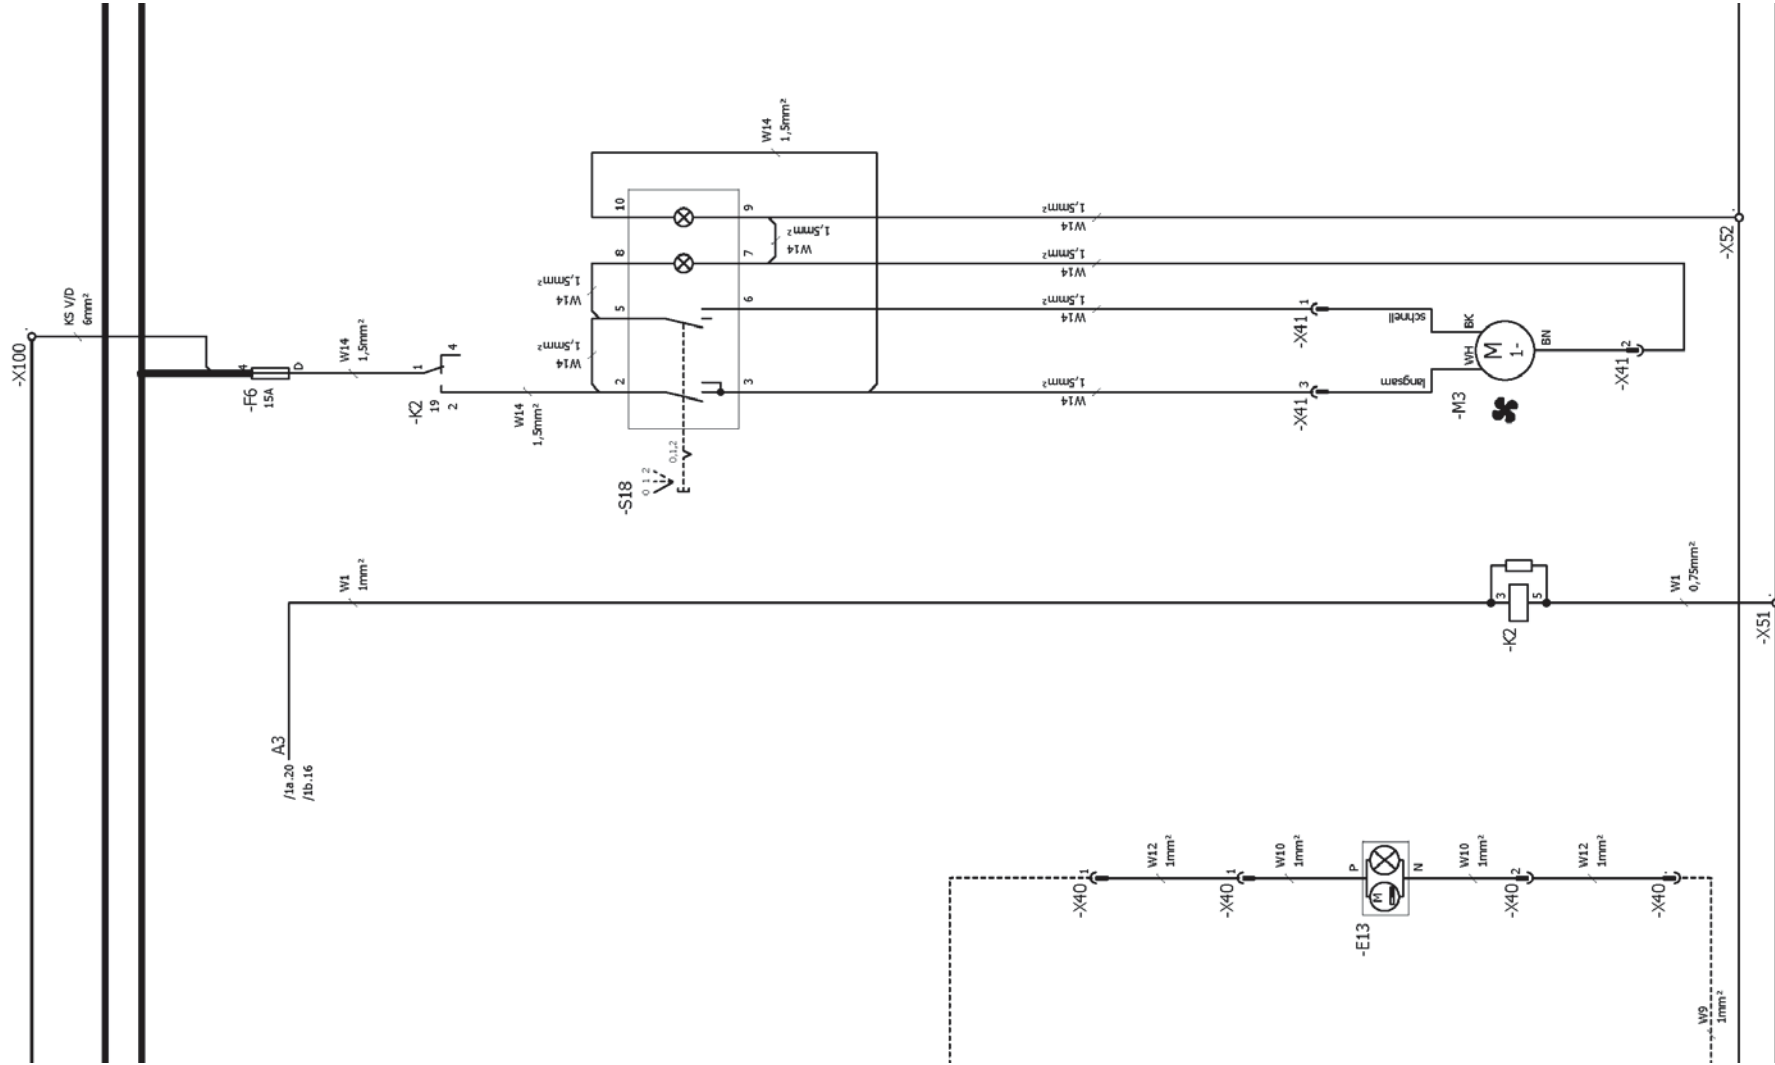 W14
1,5mm²
10
9
1,5mm²
W14
1,5mm²
W14
-X52
8
7
1,5mm²
W14
1,5mm²
W14
5
6
1,5mm²
W14
KS V/D
6mm²
-X100
4
-F6
15A
D
W14
1,5mm²
1
4
-K2
19
2
W14
1,5mm²
1,5mm²
W14
2
3
1,5mm²
W14
-X41
1
schnell
BK
WH
M
1-
BN
-X41
2
-X41
3
langsam
-M3
-S18
0 1 2
0,1,2
W1
1mm²
3
5
-K2
W1
0,75mm²
-X51
A3
/1a.20
/1b.16
-X40
1
W12
1mm²
-X40
1
W10
1mm²
P
M
N
-E13
W10
1mm²
-X40
2
W12
1mm²
-X40
W9
1mm²